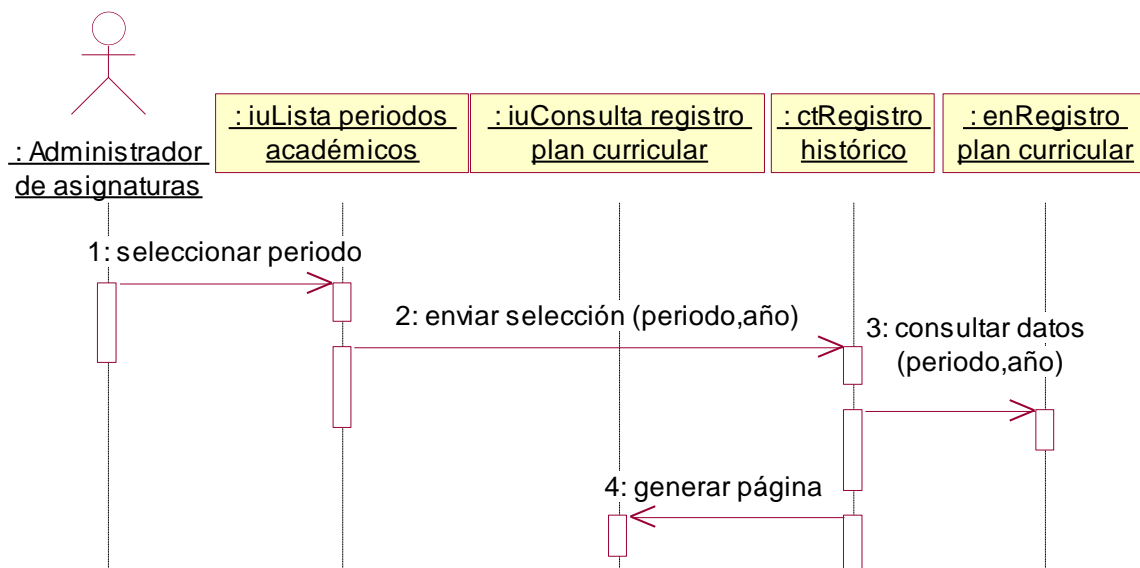 : Administrador
de asignaturas
: iuLista periodos
académicos
: iuConsulta registro
plan curricular
: ctRegistro
histórico
: enRegistro
plan curricular
1: seleccionar periodo
2: enviar selección (periodo,año)
3: consultar datos
(periodo,año)
4: generar página